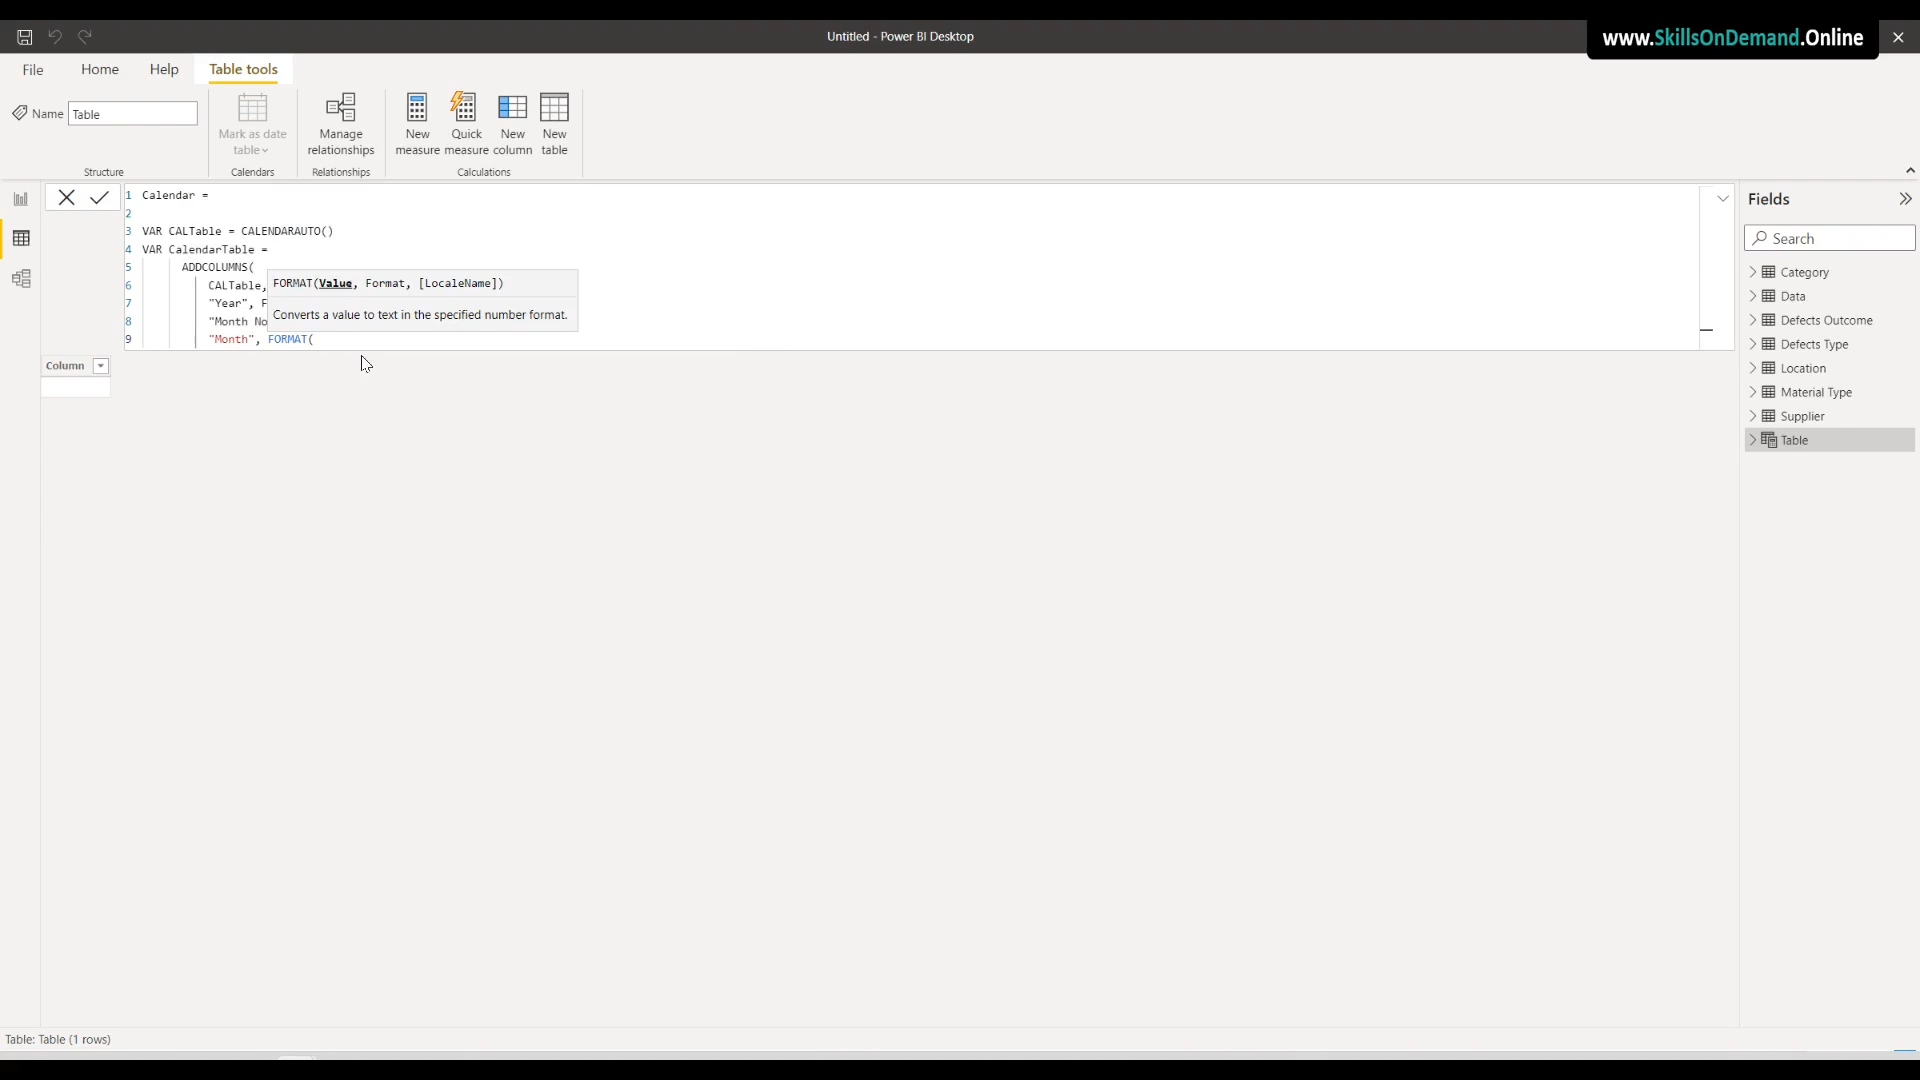 Untitled - Power BI Desktop
www.SkillsOnDemand.Online
File
Home
Help
Table tools
Name
Table
Mark as date
table
Manage
relationships
New
measure
Quick
measure
New
column
New
table
Structure
Calendars
Relationships
Calculations
1 Calendar =
2
3 VAR CALTable = CALENDARAUTO()
4 VAR CalendarTable =
5 ADDCOLUMNS(
6 CALTable,
7 "Year", F
8 "Month No
9 "Month", FORMAT(
FORMAT(Value, Format, [LocaleName])
Converts a value to text in the specified number format.
Column
Fields
Search
Category
Data
Defects Outcome
Defects Type
Location
Material Type
Supplier
Table
Table: Table (1 rows)